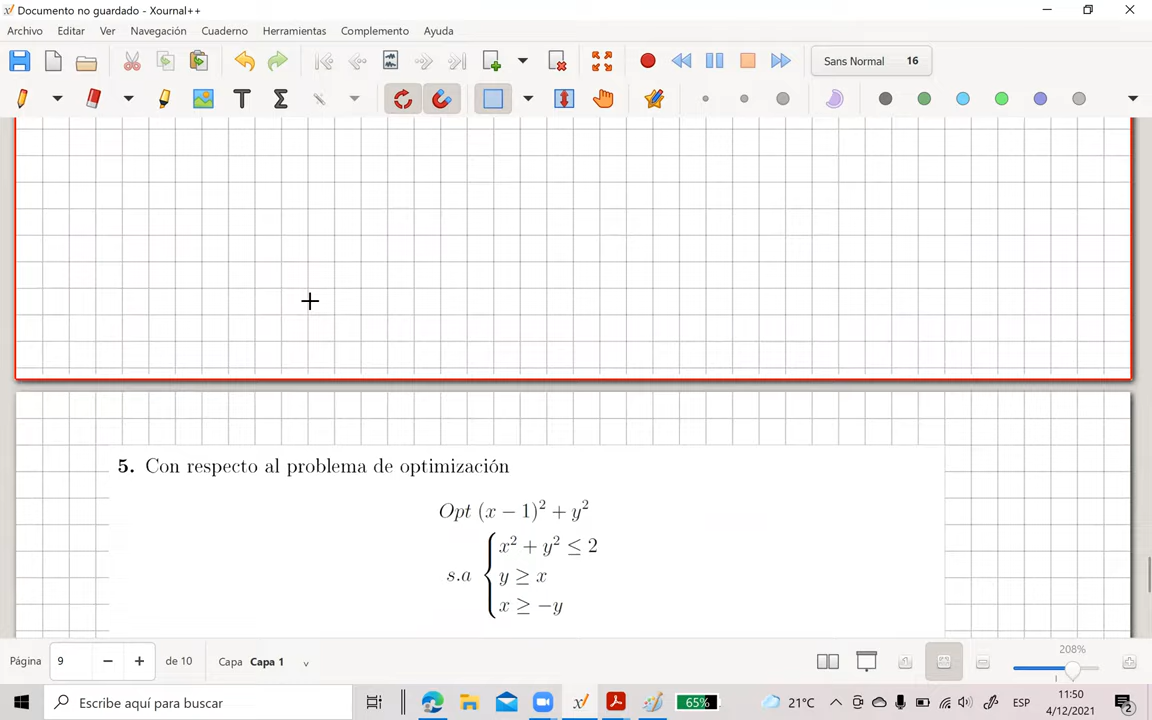 Documento no guardado - Xournal++
Archivo Editar Ver Navegación Cuaderno Herramientas Complemento Ayuda
Sans Normal 16
5. Con respecto al problema de optimización
Opt (x − 1)² + y²
x² + y² ≤ 2
s.a y ≥ x
x ≥ −y
Página 9 de 10 Capa Capa 1 208%
Escribe aquí para buscar 65% 21°C ESP 11:50
4/12/2021 2